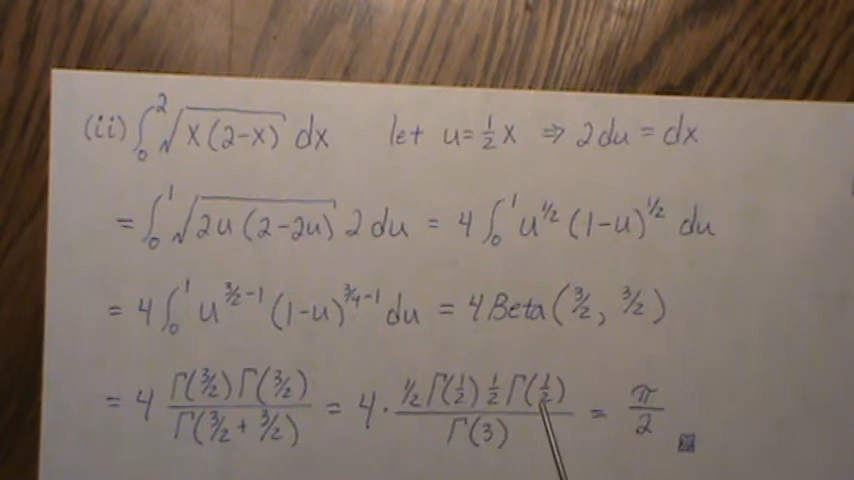 (ii) ∫₀² √(x(2-x)) dx let u = ½x ⇒ 2du = dx
= ∫₀¹ √(2u(2-2u)) 2du = 4 ∫₀¹ u^{1/2} (1-u)^{1/2} du
= 4 ∫₀¹ u^{3/2-1} (1-u)^{3/4-1} du = 4 Beta(3/2, 3/2)
= 4 Γ(3/2)Γ(3/2) / Γ(3/2 + 3/2) = 4 · ½Γ(½) ½Γ(½) / Γ(3) = π/2